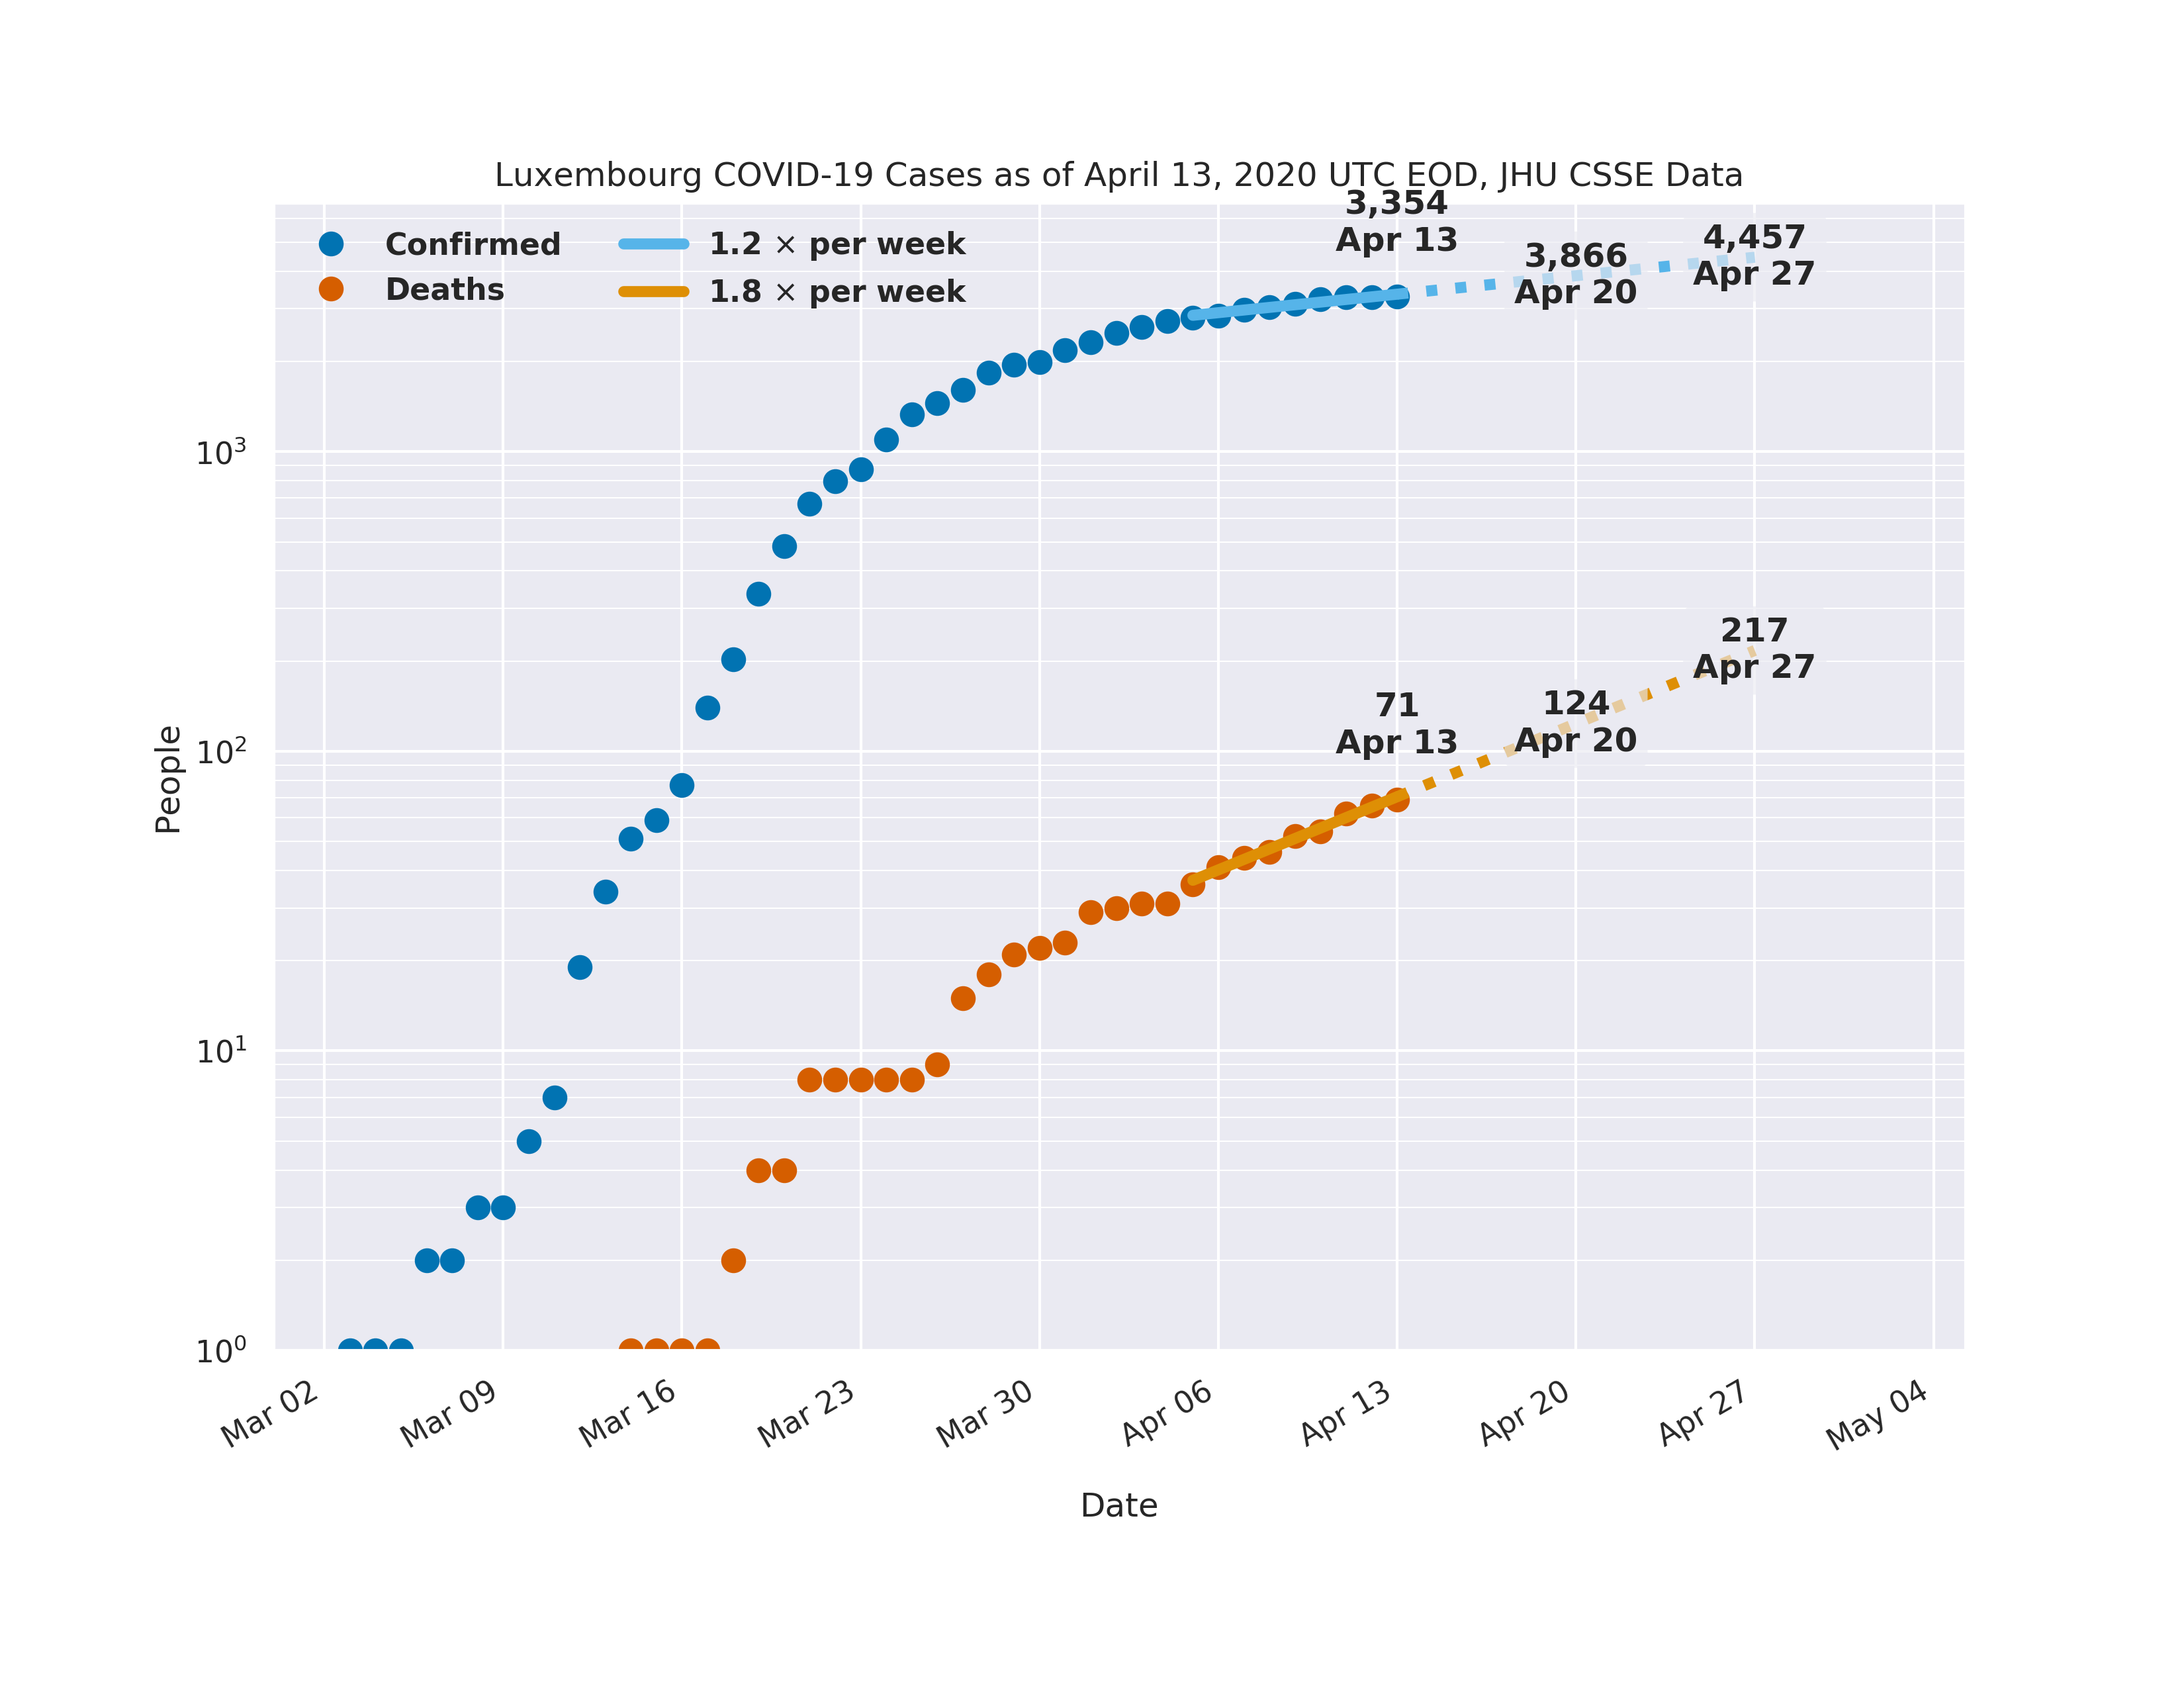 Luxembourg COVID-19 Cases as of April 13, 2020 UTC EOD, JHU CSSE Data
Confirmed
Deaths
1.2 × per week
1.8 × per week
3,354
Apr 13
3,866
Apr 20
4,457
Apr 27
217
Apr 27
71
Apr 13
124
Apr 20
People
10³
10²
10¹
10⁰
Mar 02
Mar 09
Mar 16
Mar 23
Mar 30
Apr 06
Apr 13
Apr 20
Apr 27
May 04
Date